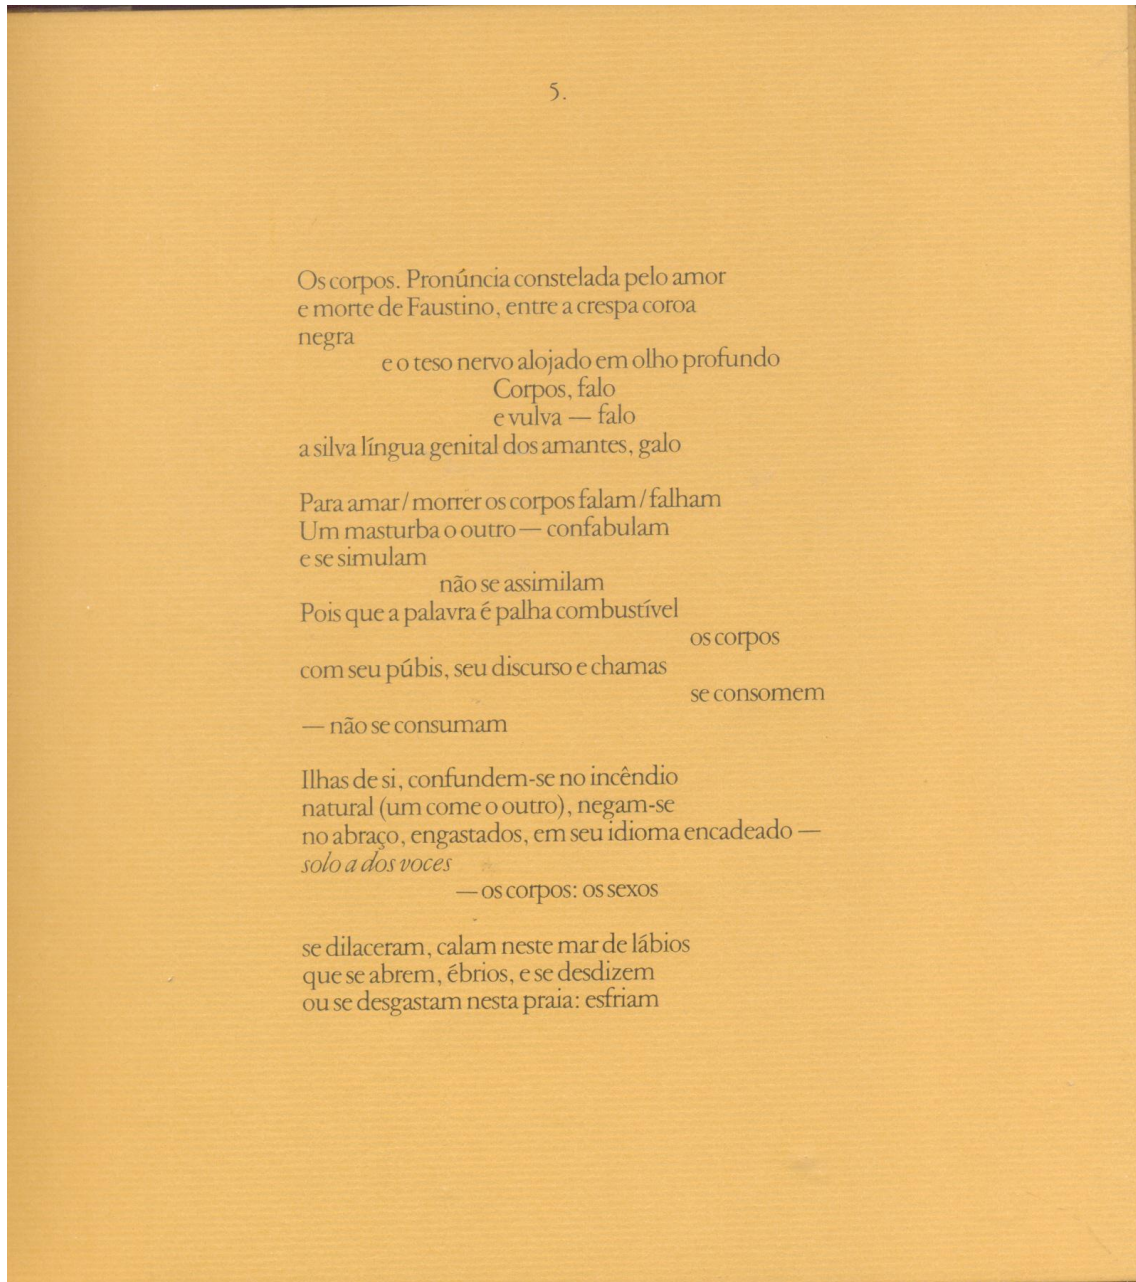 5.
Os corpos. Pronúncia constelada pelo amor
e morte de Faustino, entre a crespa coroa
negra
e o teso nervo alojado em olho profundo
Corpos, falo
e vulva — falo
a silva língua genital dos amantes, galo
Para amar / morrer os corpos falam / falham
Um masturba o outro — confabulam
e se simulam
não se assimilam
Pois que a palavra é palha combustível
os corpos
com seu púbis, seu discurso e chamas
se consomem
— não se consumam
Ilhas de si, confundem-se no incêndio
natural (um come o outro), negam-se
no abraço, engastados, em seu idioma encadeado —
solo a dos voces
— os corpos: os sexos
se dilaceram, calam neste mar de lábios
que se abrem, ébrios, e se desdizem
ou se desgastam nesta praia: esfriam